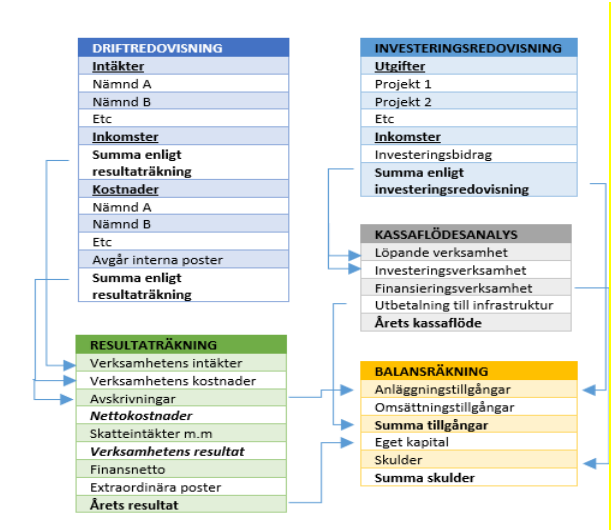 DRIFTREDOVISNING
Intäkter
Nämnd A
Nämnd B
Etc
Inkomster
Summa enligt
resultaträkning
Kostnader
Nämnd A
Nämnd B
Etc
Avgår interna poster
Summa enligt
resultaträkning
INVESTERINGSREDOVISNING
Utgifter
Projekt 1
Projekt 2
Etc
Inkomster
Investeringsbidrag
Summa enligt
investeringsredovisning
KASSAFLÖDESANALYS
Löpande verksamhet
Investeringsverksamhet
Finansieringsverksamhet
Utbetalning till infrastruktur
Årets kassaflöde
RESULTATRÄKNING
Verksamhetens intäkter
Verksamhetens kostnader
Avskrivningar
Nettokostnader
Skatteintäkter m.m
Verksamhetens resultat
Finansnetto
Extraordinära poster
Årets resultat
BALANSRÄKNING
Anläggningstillgångar
Omsättningstillgångar
Summa tillgångar
Eget kapital
Skulder
Summa skulder